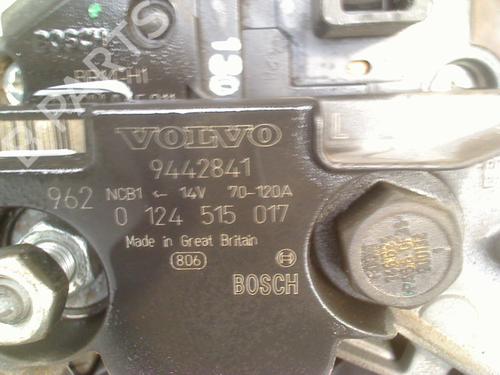 BOSCH
130
L
VOLVO
9442841
962 NCB1 ← 14V 70-120A
0 124 515 017
Made in Great Britain
806
BOSCH